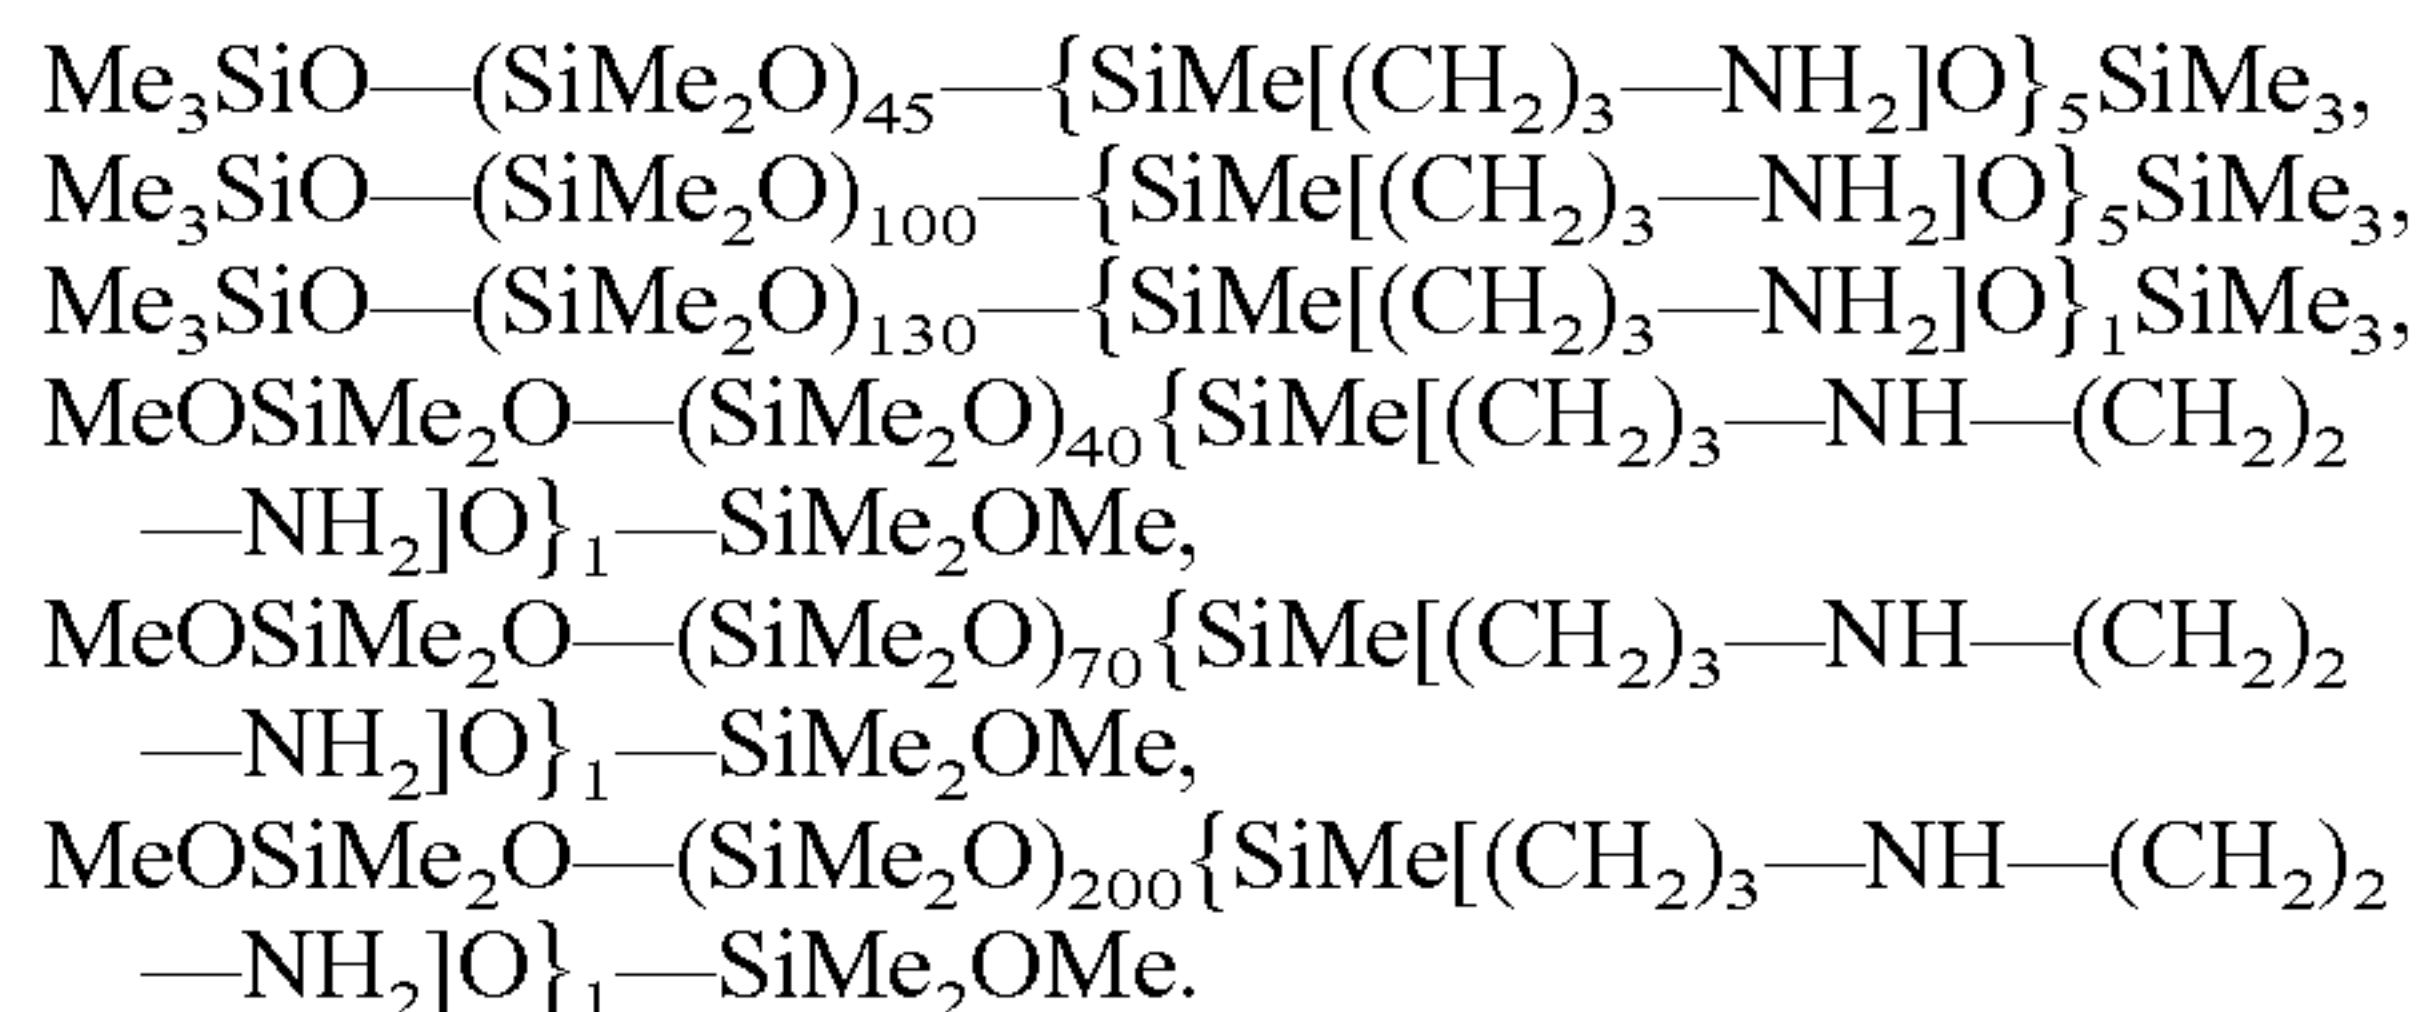 Me₃SiO—(SiMe₂O)₄₅—{SiMe[(CH₂)₃—NH₂]O}₅SiMe₃,
Me₃SiO—(SiMe₂O)₁₀₀—{SiMe[(CH₂)₃—NH₂]O}₅SiMe₃,
Me₃SiO—(SiMe₂O)₁₃₀—{SiMe[(CH₂)₃—NH₂]O}₁SiMe₃,
MeOSiMe₂O—(SiMe₂O)₄₀{SiMe[(CH₂)₃—NH—(CH₂)₂
—NH₂]O}₁—SiMe₂OMe,
MeOSiMe₂O—(SiMe₂O)₇₀{SiMe[(CH₂)₃—NH—(CH₂)₂
—NH₂]O}₁—SiMe₂OMe,
MeOSiMe₂O—(SiMe₂O)₂₀₀{SiMe[(CH₂)₃—NH—(CH₂)₂
—NH₂]O}₁—SiMe₂OMe.